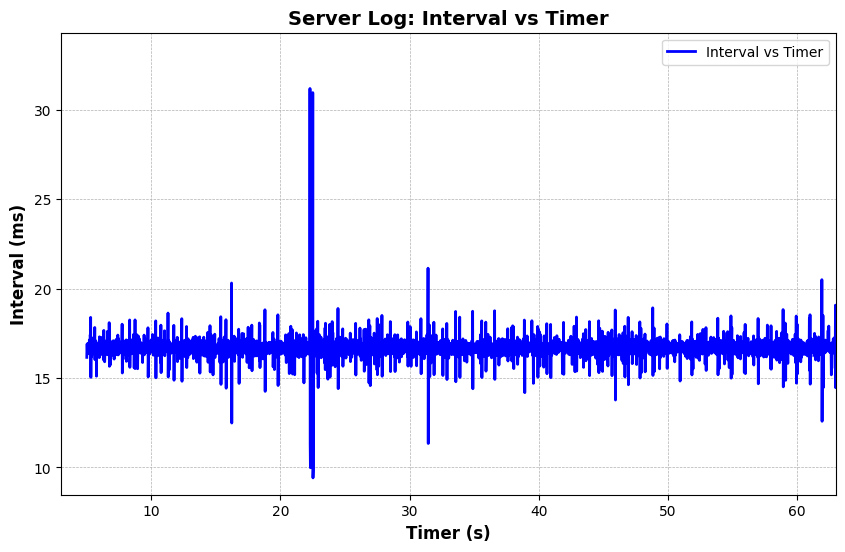 Server Log: Interval vs Timer
Interval vs Timer
Interval (ms)
30
25
20
15
10
10 20 30 40 50 60
Timer (s)